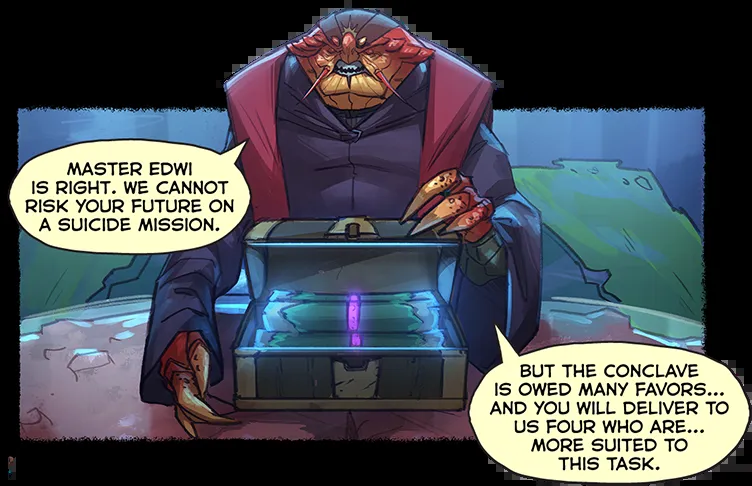 MASTER EDWI
IS RIGHT. WE CANNOT
RISK YOUR FUTURE ON
A SUICIDE MISSION.
BUT THE CONCLAVE
IS OWED MANY FAVORS...
AND YOU WILL DELIVER TO
US FOUR WHO ARE...
MORE SUITED TO
THIS TASK.